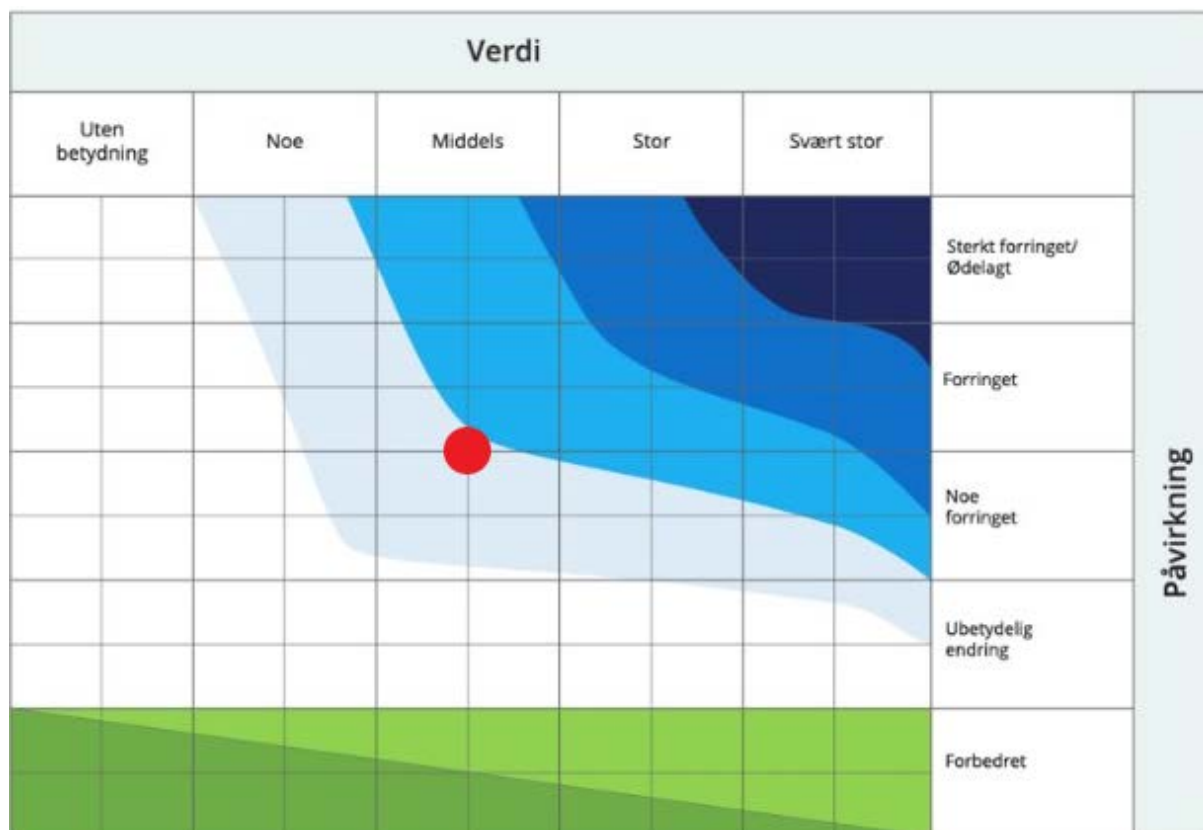 Verdi
Uten
betydning
Noe
Middels
Stor
Svært stor
Sterkt forringet/
Ødelagt
Forringet
Noe
forringet
Ubetydelig
endring
Forbedret
Påvirkning